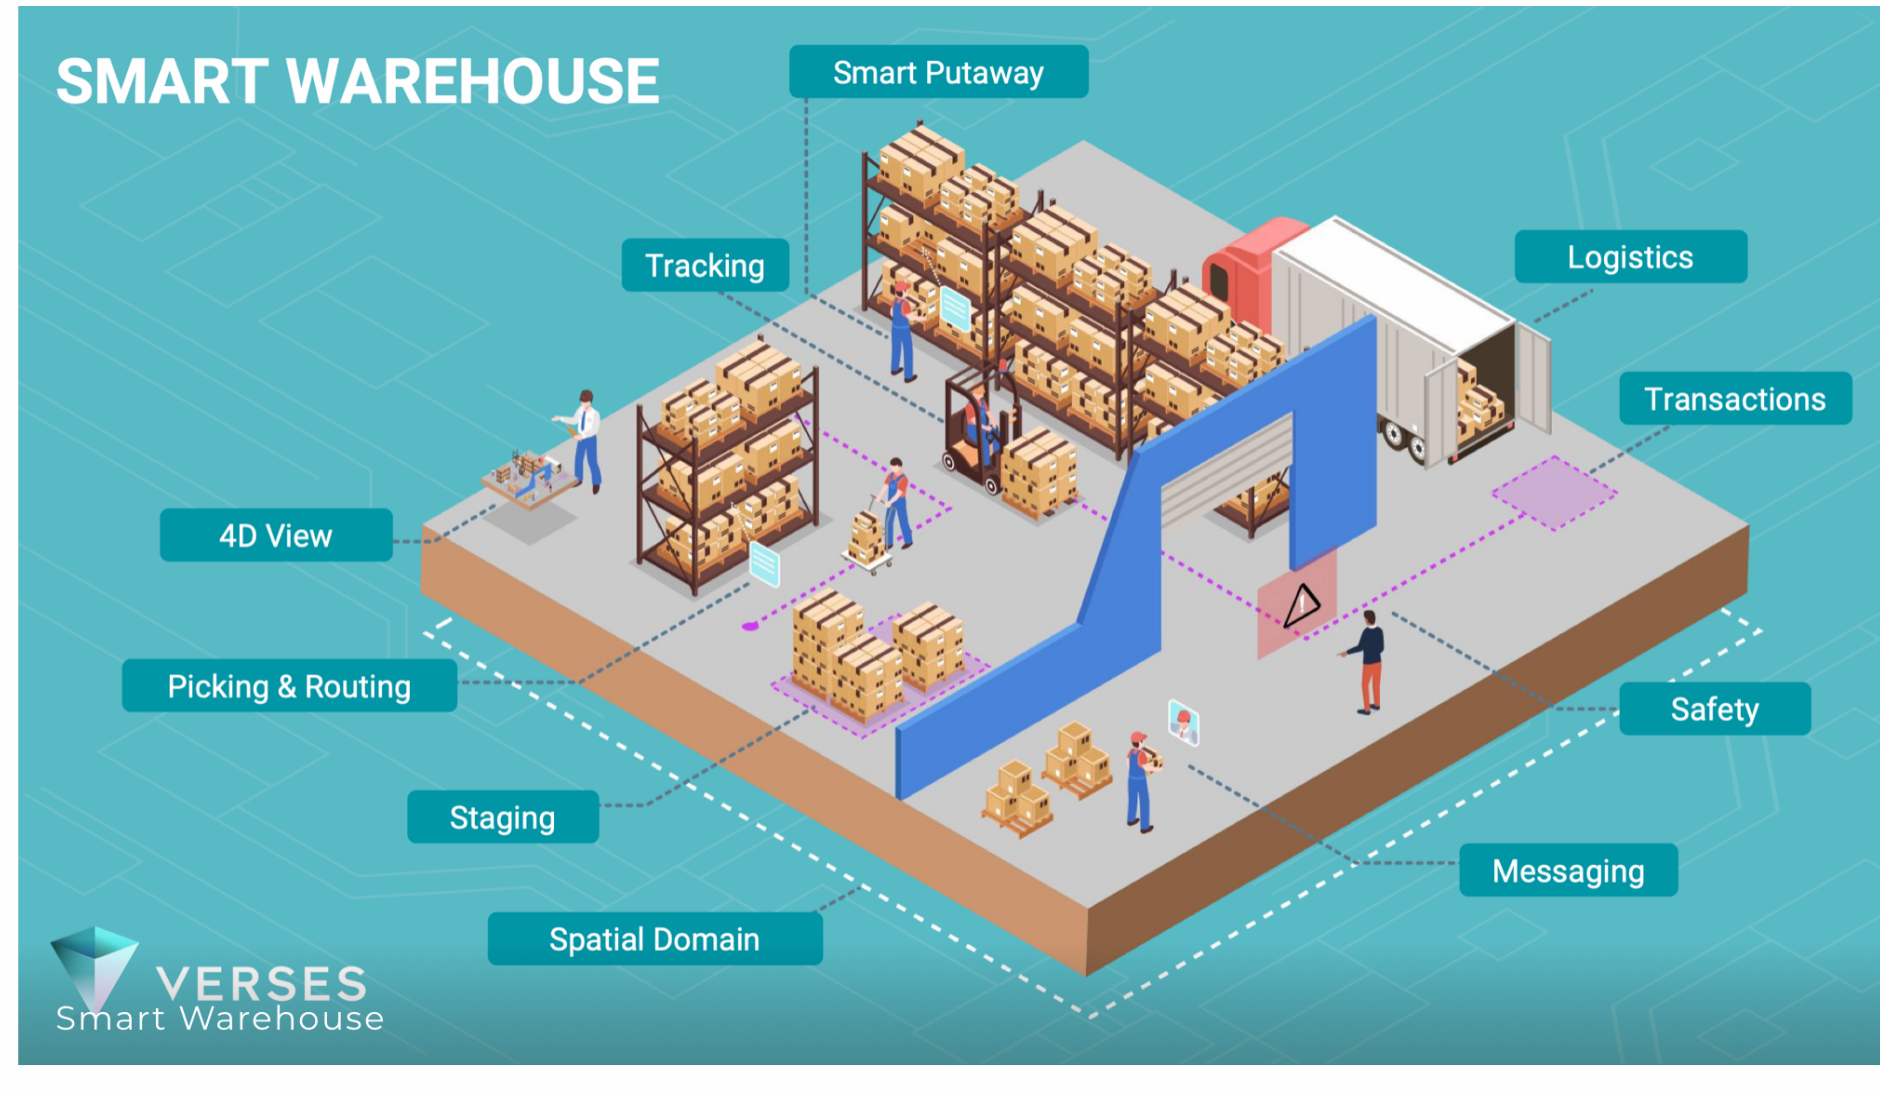 SMART WAREHOUSE
Smart Putaway
Tracking
Logistics
Transactions
4D View
Picking & Routing
Safety
Staging
Messaging
Spatial Domain
VERSES
Smart Warehouse